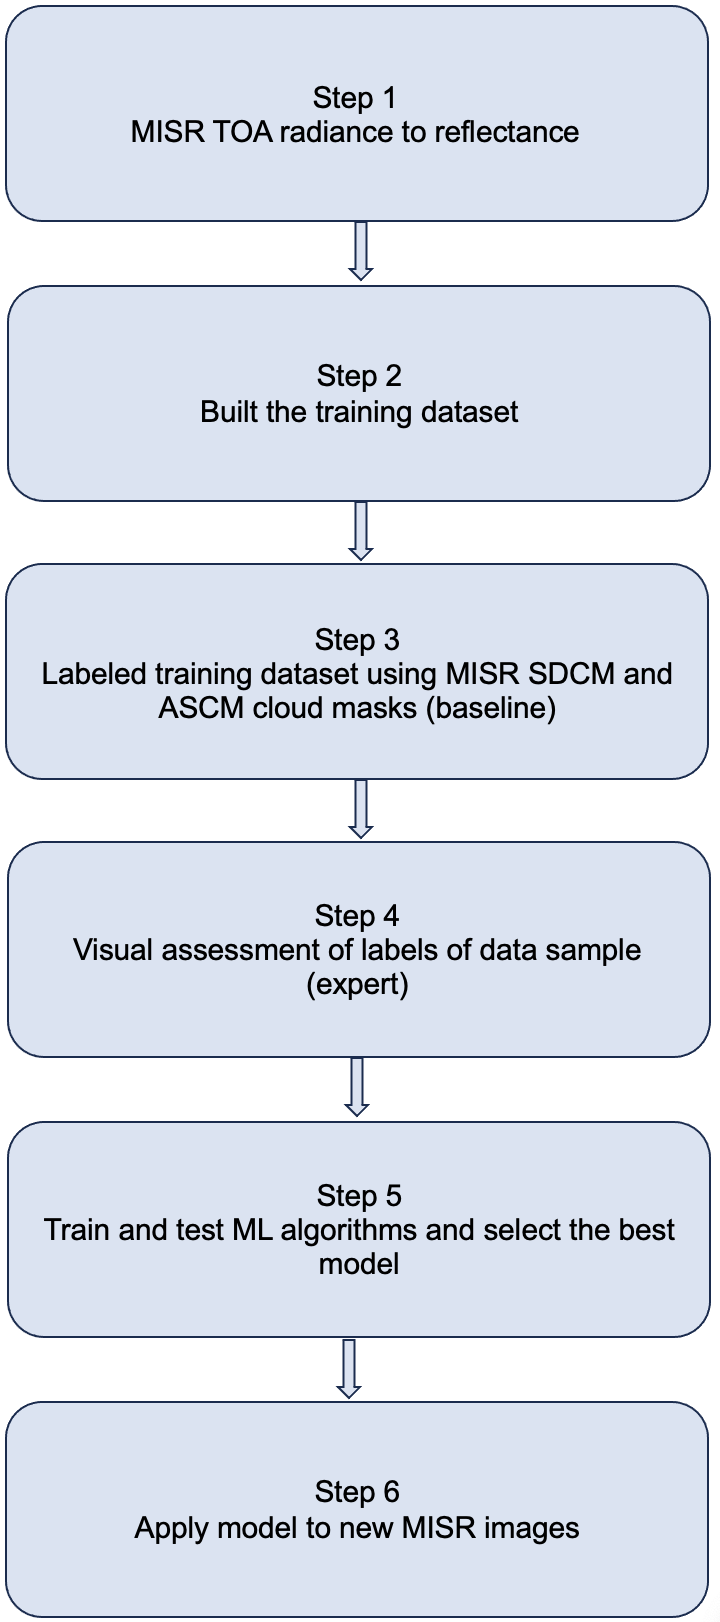 Step 1
MISR TOA radiance to reflectance
Step 2
Built the training dataset
Step 3
Labeled training dataset using MISR SDCM and
ASCM cloud masks (baseline)
Step 4
Visual assessment of labels of data sample
(expert)
Step 5
Train and test ML algorithms and select the best
model
Step 6
Apply model to new MISR images